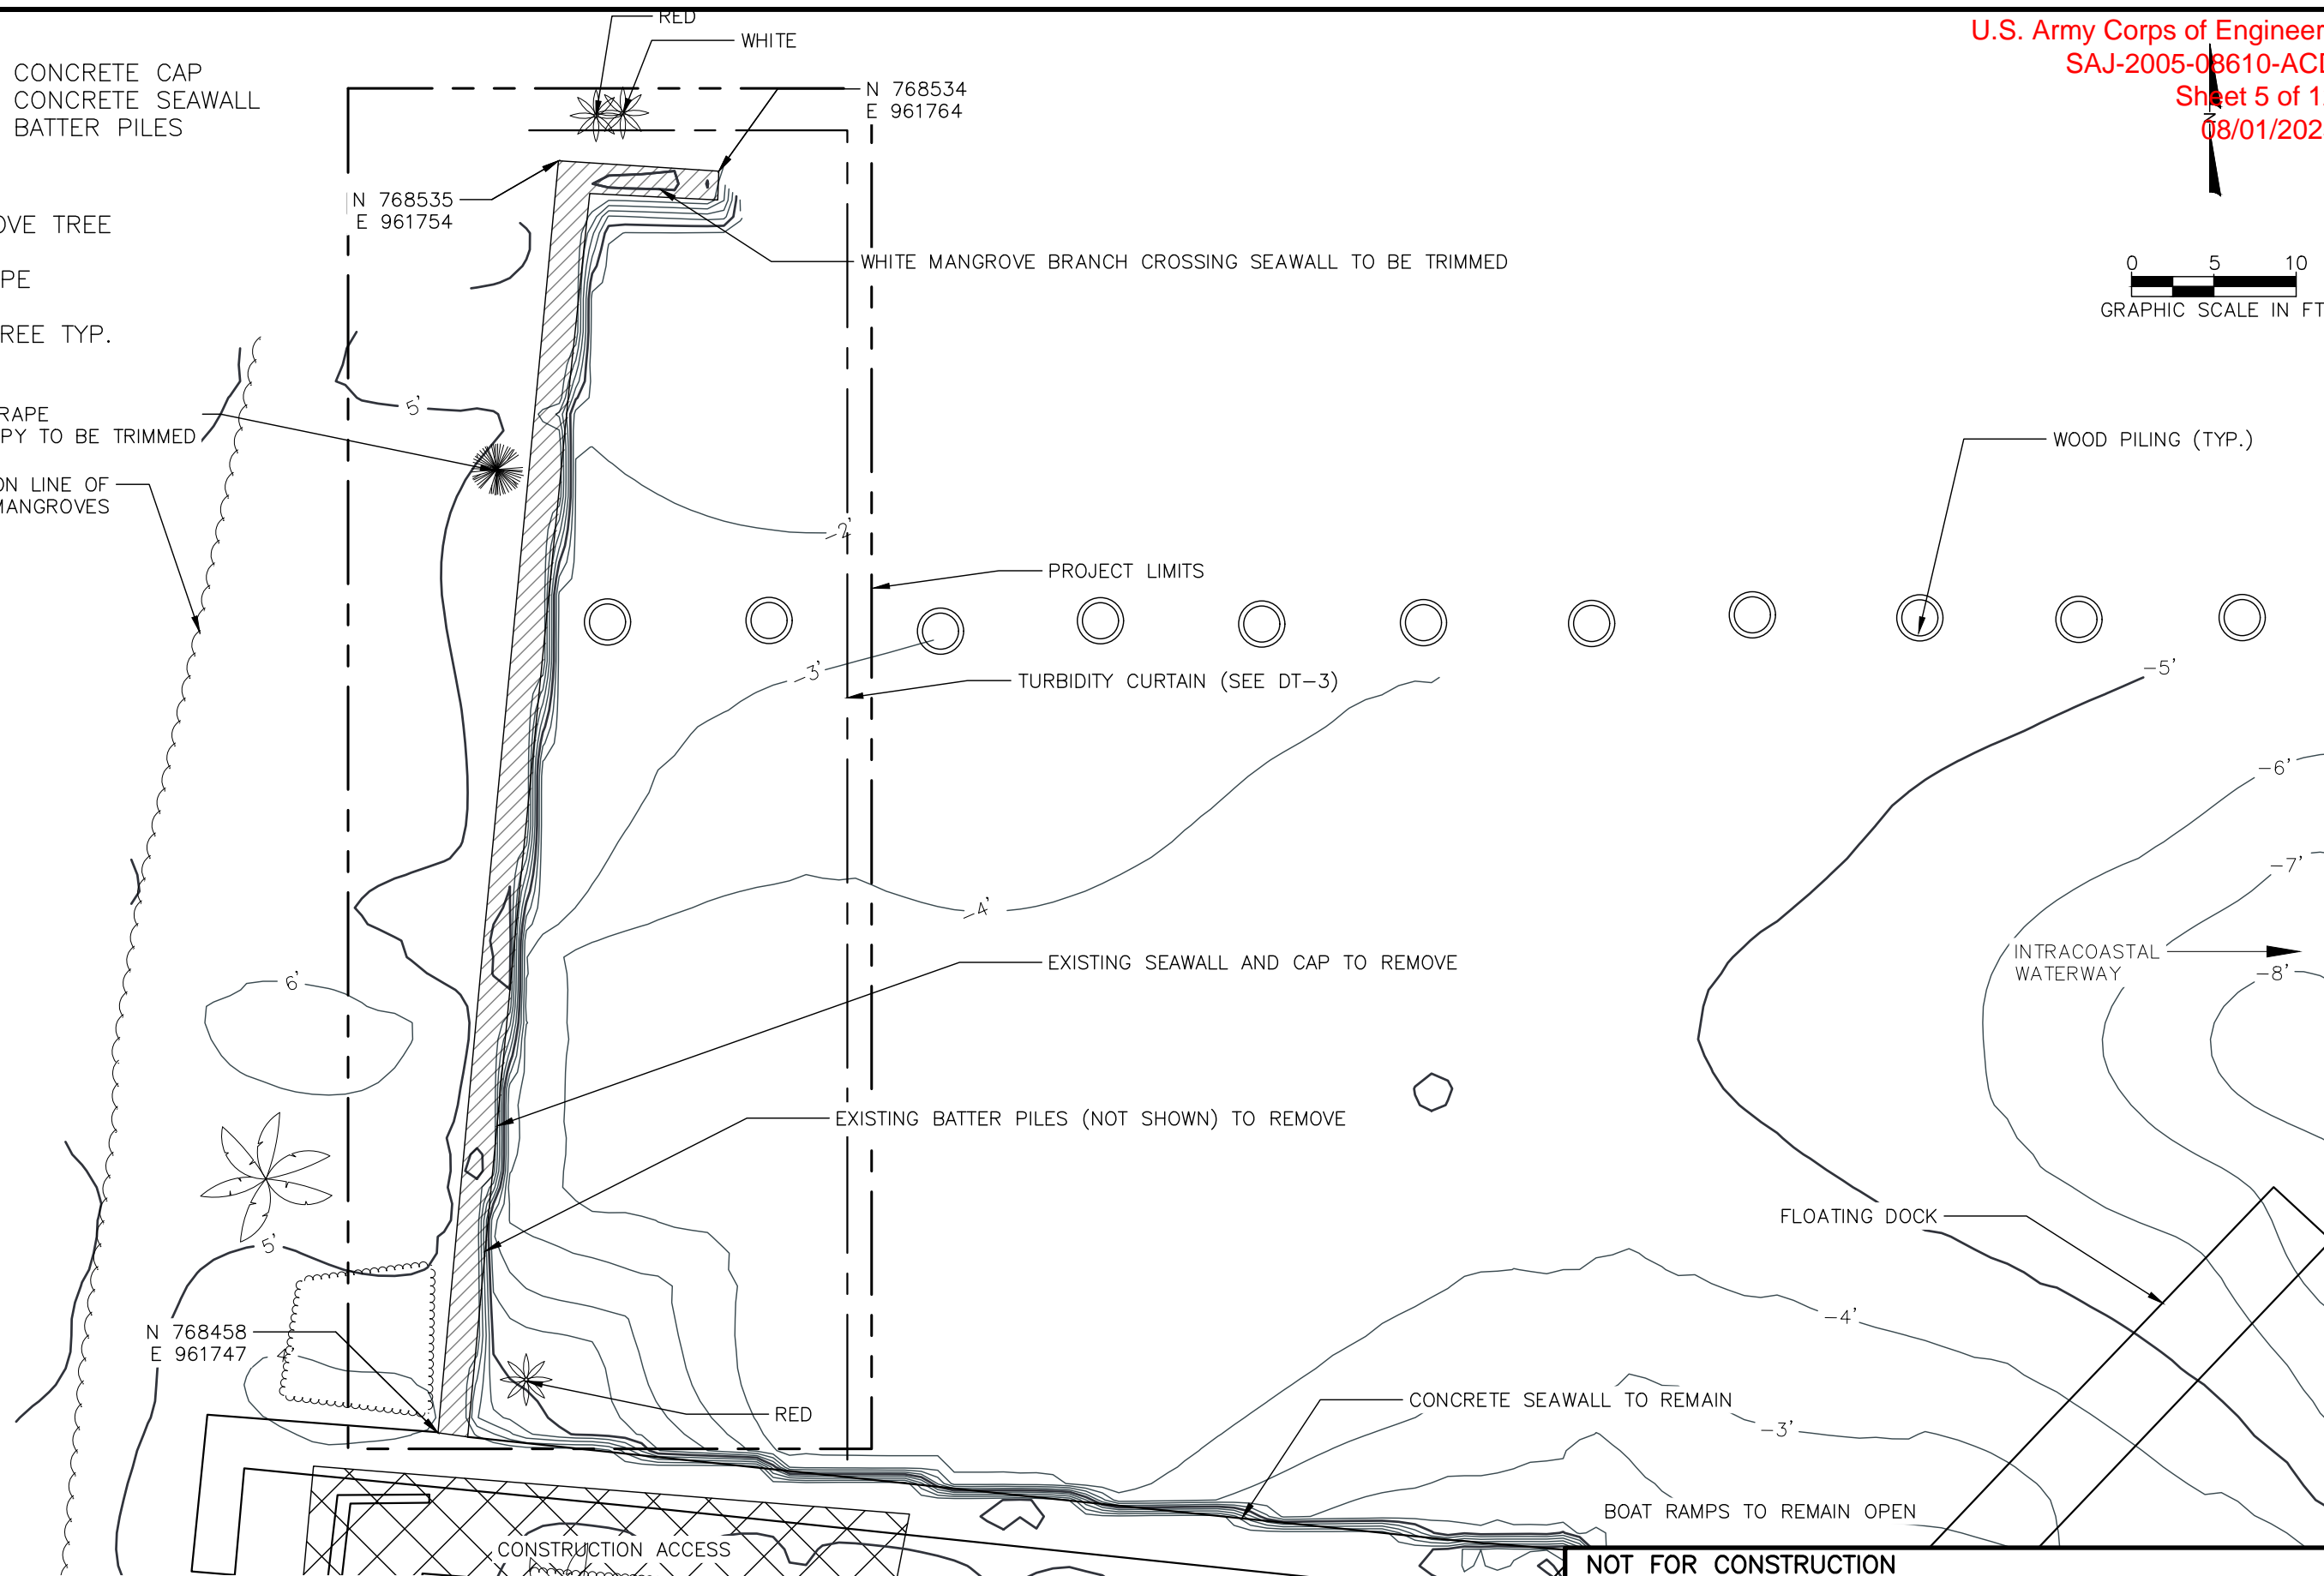 RED
WHITE
U.S. Army Corps of Engineer
SAJ-2005-08610-ACD
Sheet 5 of 1
08/01/202
CONCRETE CAP
CONCRETE SEAWALL
BATTER PILES
N 768534
E 961764
N
N 768535
E 961754
OVE TREE
WHITE MANGROVE BRANCH CROSSING SEAWALL TO BE TRIMMED
PE
0 5 10
GRAPHIC SCALE IN FT
REE TYP.
5'
RAPE
PY TO BE TRIMMED
WOOD PILING (TYP.)
ON LINE OF
MANGROVES
-2'
PROJECT LIMITS
-3'
TURBIDITY CURTAIN (SEE DT-3)
-5'
-6'
-7'
-4'
INTRACOASTAL
WATERWAY
-8'
EXISTING SEAWALL AND CAP TO REMOVE
6'
EXISTING BATTER PILES (NOT SHOWN) TO REMOVE
FLOATING DOCK
5'
-4'
N 768458
E 961747
4'
CONCRETE SEAWALL TO REMAIN
RED
-3'
BOAT RAMPS TO REMAIN OPEN
CONSTRUCTION ACCESS
NOT FOR CONSTRUCTION